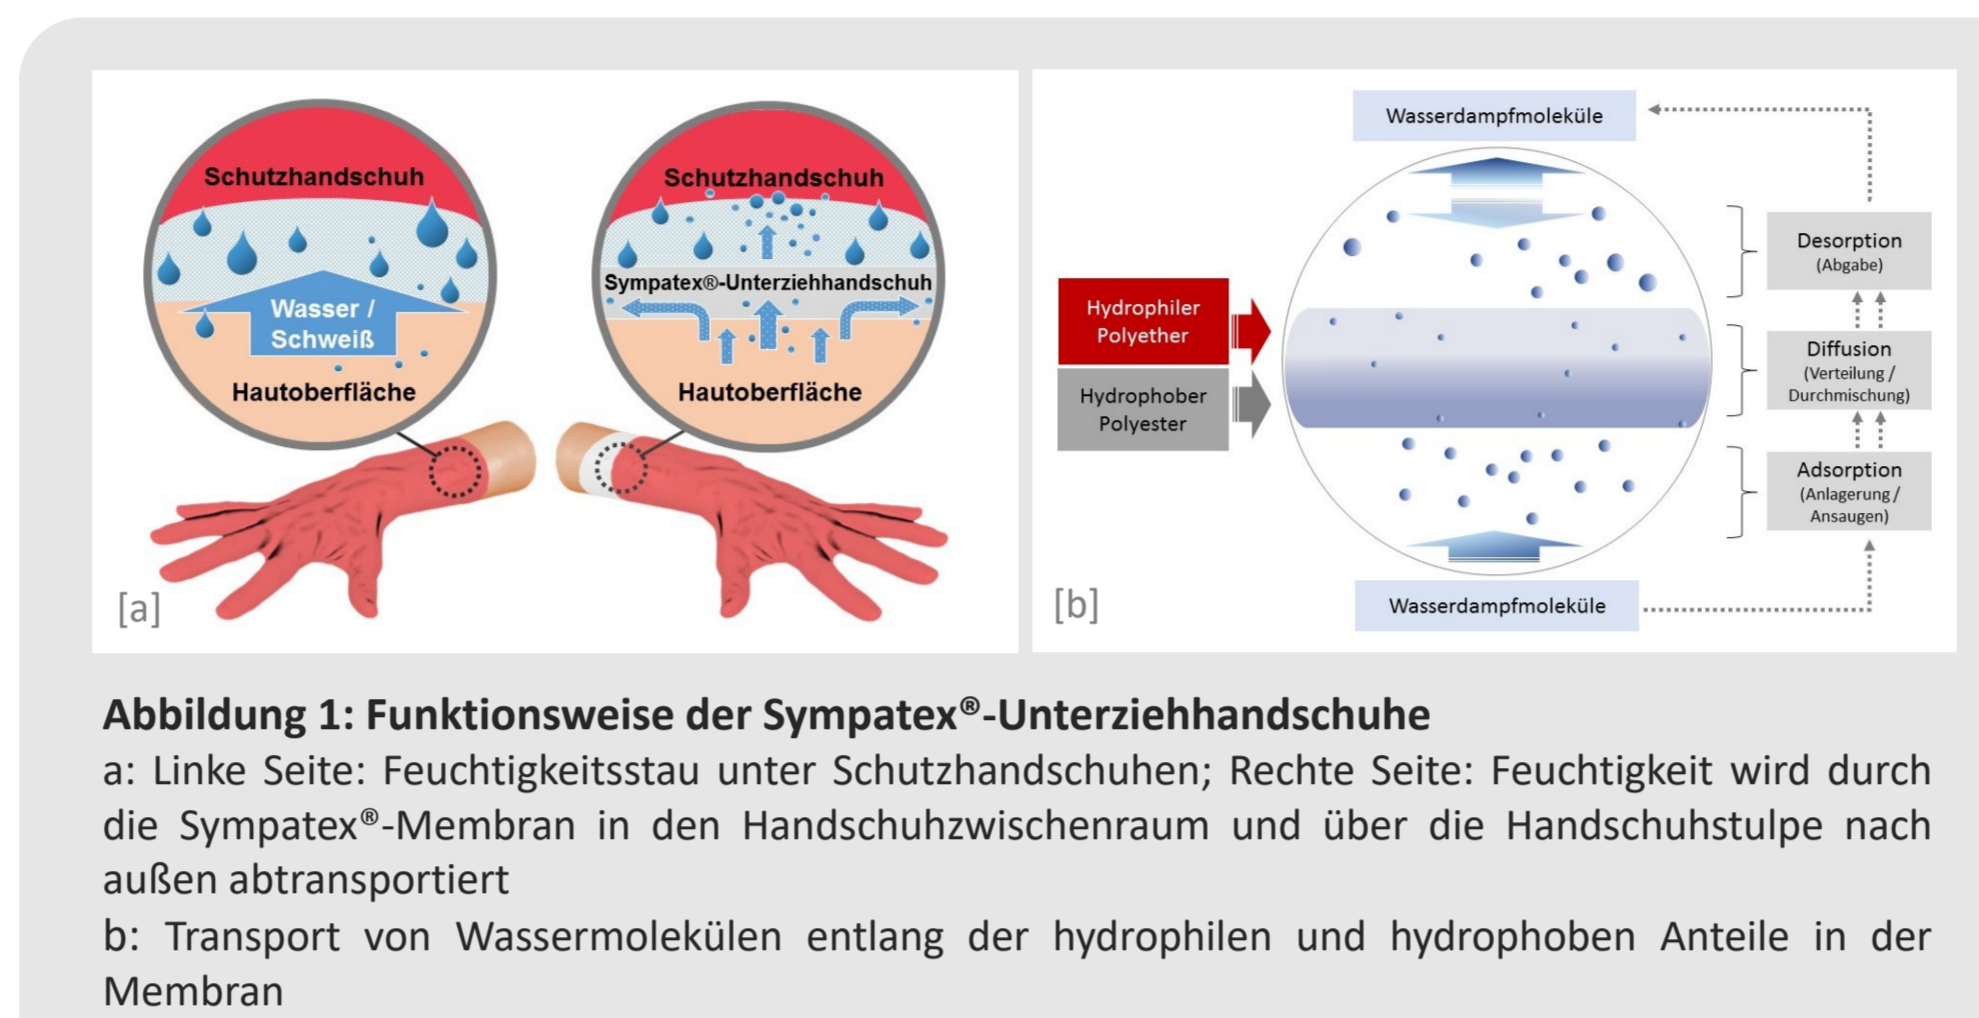 Schutzhandschuh
Wasser /
Schweiß
Hautoberfläche
Schutzhandschuh
Sympatex®-Unterziehhandschuh
Hautoberfläche
[a]
Wasserdampfmoleküle
Hydrophiler
Polyether
Hydrophober
Polyester
Desorption
(Abgabe)
Diffusion
(Verteilung /
Durchmischung)
Adsorption
(Anlagerung /
Ansaugen)
Wasserdampfmoleküle
[b]
Abbildung 1: Funktionsweise der Sympatex®-Unterziehhandschuhe
a: Linke Seite: Feuchtigkeitsstau unter Schutzhandschuhen; Rechte Seite: Feuchtigkeit wird durch
die Sympatex®-Membran in den Handschuhzwischenraum und über die Handschuhstulpe nach
außen abtransportiert
b: Transport von Wassermolekülen entlang der hydrophilen und hydrophoben Anteile in der
Membran